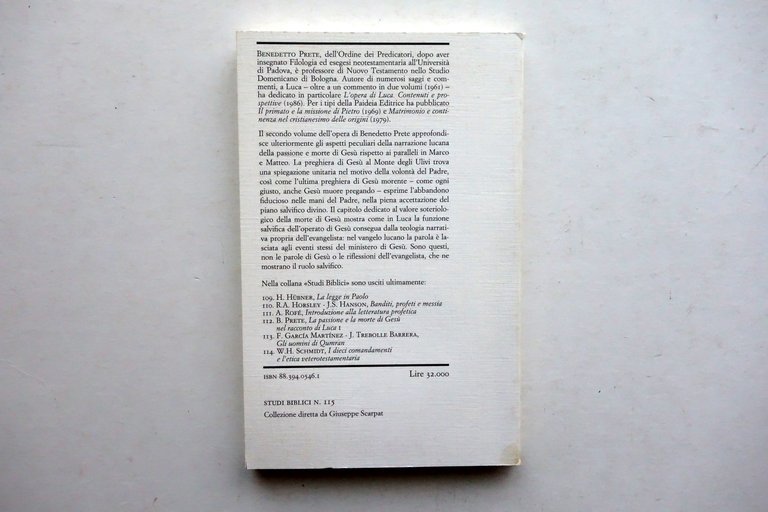 BENEDETTO PRETE, dell'Ordine dei Predicatori, dopo aver
insegnato Filologia ed esegesi neotestamentaria all'Università
di Padova, è professore di Nuovo Testamento nello Studio
Domenicano di Bologna. Autore di numerosi saggi e com-
menti, a Luca – oltre a un commento in due volumi (1961) –
ha dedicato in particolare L'opera di Luca. Contenuti e pro-
spettive (1986). Per i tipi della Paideia Editrice ha pubblicato
Il primato e la missione di Pietro (1969) e Matrimonio e conti-
nenza nel cristianesimo delle origini (1979).
Il secondo volume dell'opera di Benedetto Prete approfondi-
sce ulteriormente gli aspetti peculiari della narrazione lucana
della passione e morte di Gesù rispetto ai paralleli in Marco
e Matteo. La preghiera di Gesù al Monte degli Ulivi trova
una spiegazione unitaria nel motivo della volontà del Padre,
così come l'ultima preghiera di Gesù morente – come ogni
giusto, anche Gesù muore pregando – esprime l'abbandono
fiducioso nelle mani del Padre, nella piena accettazione del
piano salvifico divino. Il capitolo dedicato al valore soteriolo-
gico della morte di Gesù mostra come in Luca la funzione
salvifica dell'operato di Gesù consegua dalla teologia narrati-
va propria dell'evangelista: nel vangelo lucano la parola è la-
sciata agli eventi stessi del ministero di Gesù. Sono questi,
non le parole di Gesù o le riflessioni dell'evangelista, che ne
mostrano il ruolo salvifico.
Nella collana «Studi Biblici» sono usciti ultimamente:
109. H. HÜBNER, La legge in Paolo
110. R.A. HORSLEY - J.S. HANSON, Banditi, profeti e messia
111. A. ROFÉ, Introduzione alla letteratura profetica
112. B. PRETE, La passione e la morte di Gesù
nel racconto di Luca I
113. F. GARCÍA MARTÍNEZ - J. TREBOLLE BARRERA,
Gli uomini di Qumran
114. W.H. SCHMIDT, I dieci comandamenti
e l'etica veterotestamentaria
ISBN 88.394.0546.1 Lire 32.000
STUDI BIBLICI N. 115
Collezione diretta da Giuseppe Scarpat